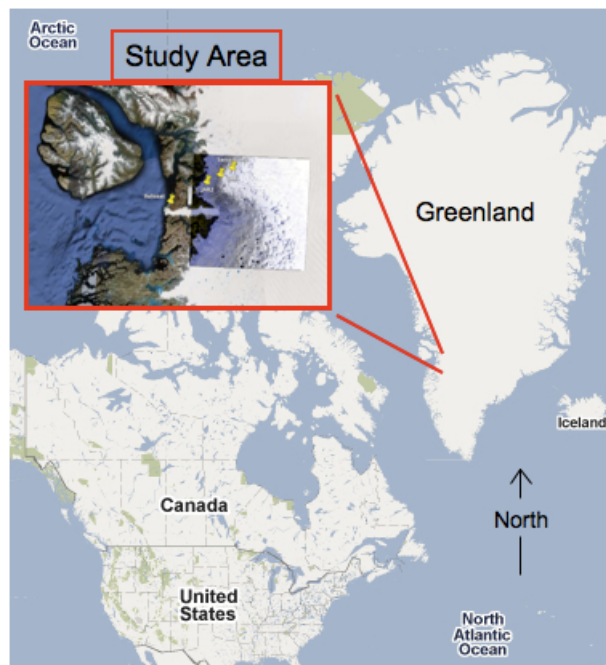 Arctic
Ocean
Study Area
Greenland
Iceland
North
Canada
United
States
North
Atlantic
Ocean